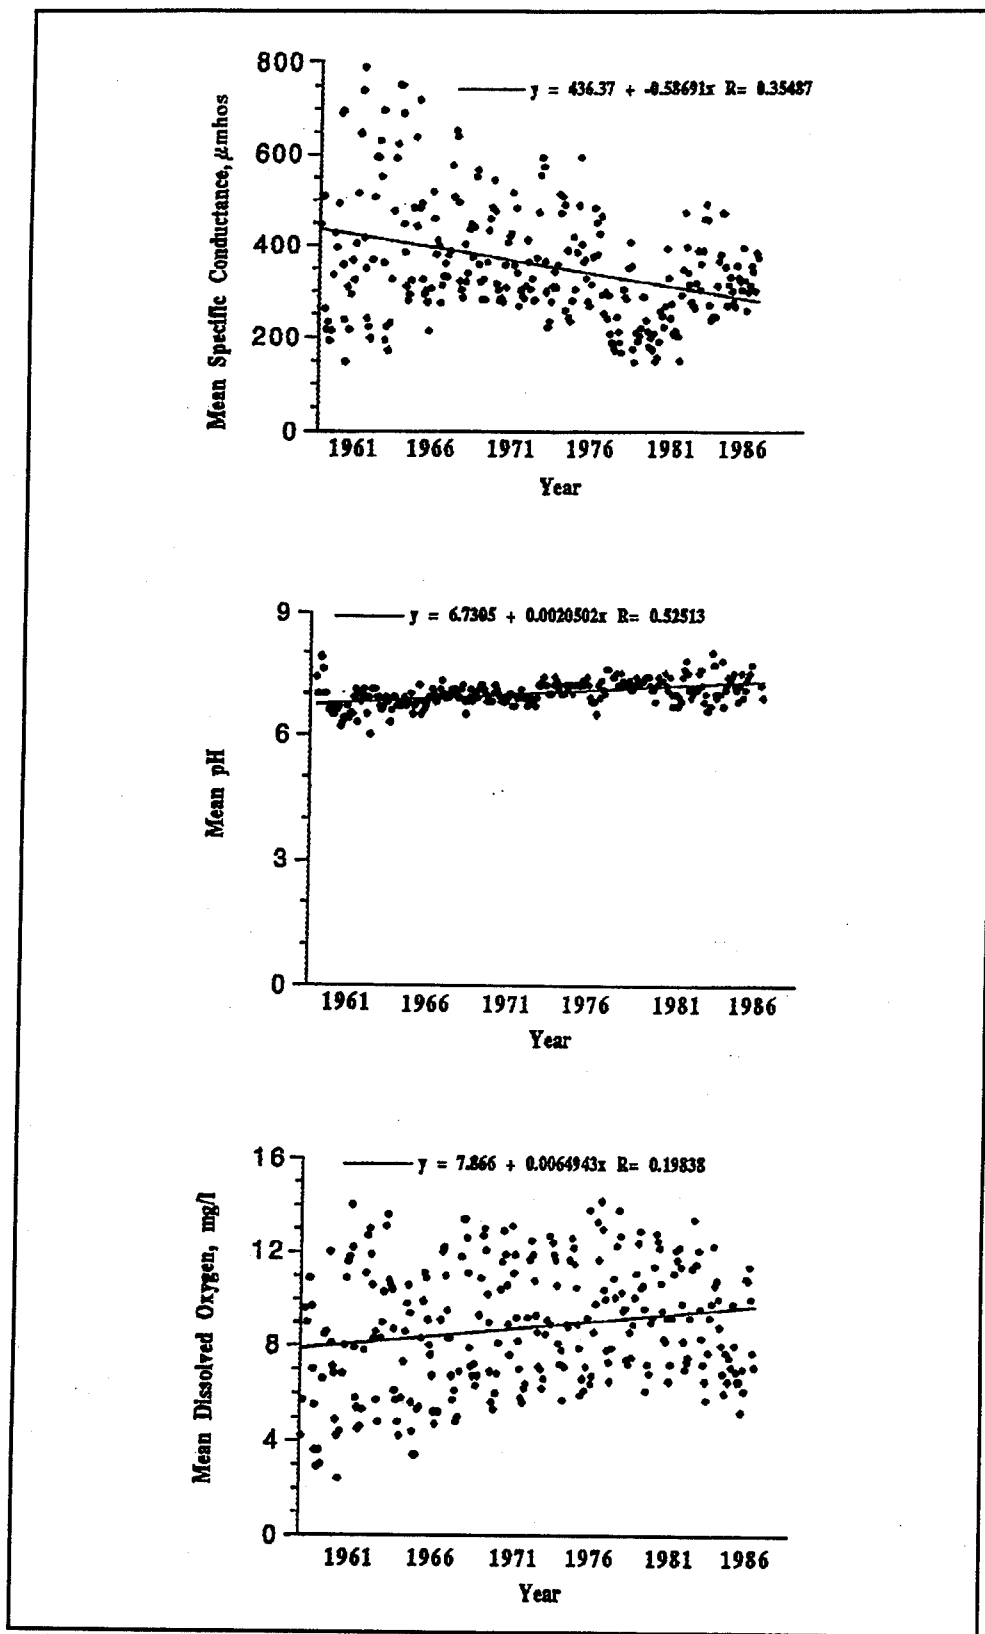 800
y = 436.37 + -0.58691x R= 0.35487
600
400
200
0
Mean Specific Conductance, μmhos
1961 1966 1971 1976 1981 1986
Year
9
y = 6.7305 + 0.0020502x R= 0.52513
6
3
0
Mean pH
1961 1966 1971 1976 1981 1986
Year
16
y = 7.866 + 0.0064943x R= 0.19838
12
8
4
0
Mean Dissolved Oxygen, mg/l
1961 1966 1971 1976 1981 1986
Year